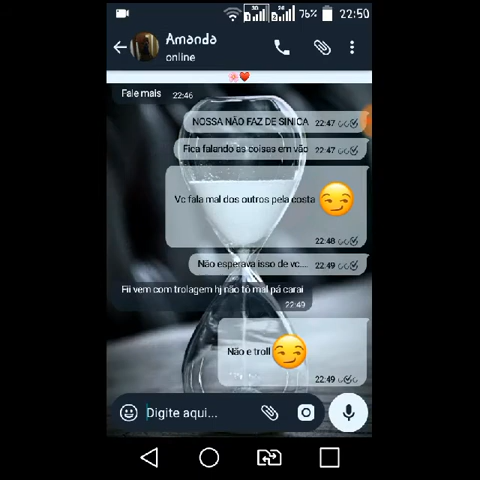 76% 22:50
Amanda
online
Fale mais 22:46
NOSSA NÃO FAZ DE SINICA 22:47
Fica falando as coisas em vão 22:47
Vc fala mal dos outros pela costa 😏
22:48
Não esperava isso de vc... 22:49
Fii vem com trolagem hj não tô mal pá carai
22:49
Não e troll 😏
22:49
Digite aqui...